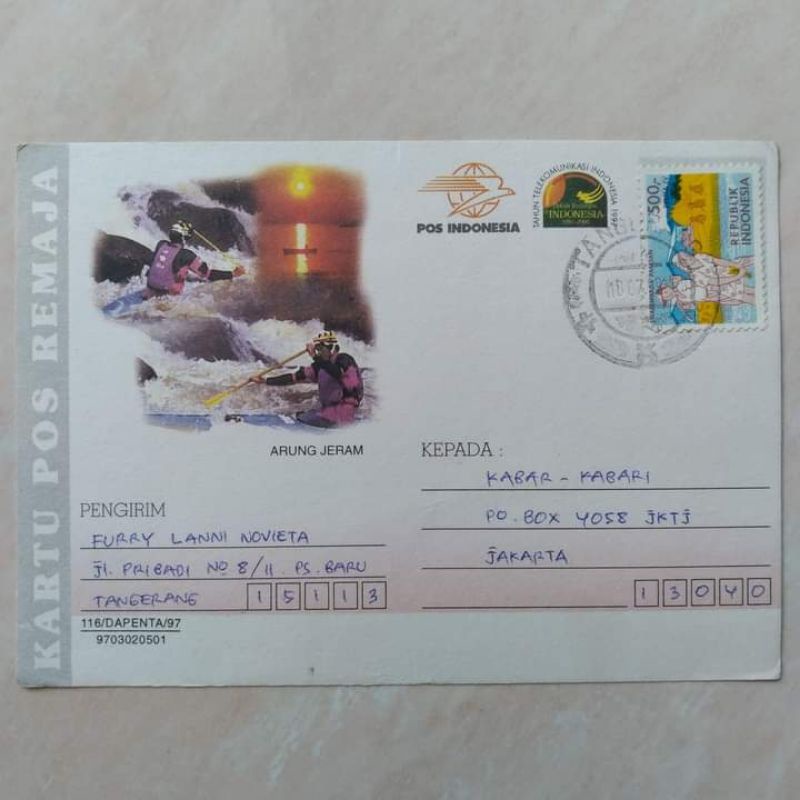 KARTU POS REMAJA
ARUNG JERAM
POS INDONESIA
TAHUN TELEKOMUNIKASI INDONESIA 1997
INDONESIA
500,-
REPUBLIK
INDONESIA
TANG
PENGIRIM
FURRY LANNI NOVIETA
Jl. PRIBADI No 8/11. PS. BARU
TANGERANG 15113
116/DAPENTA/97
9703020501
KEPADA :
KABAR - KABARI
PO. BOX 4058 JKTJ
JAKARTA
13040